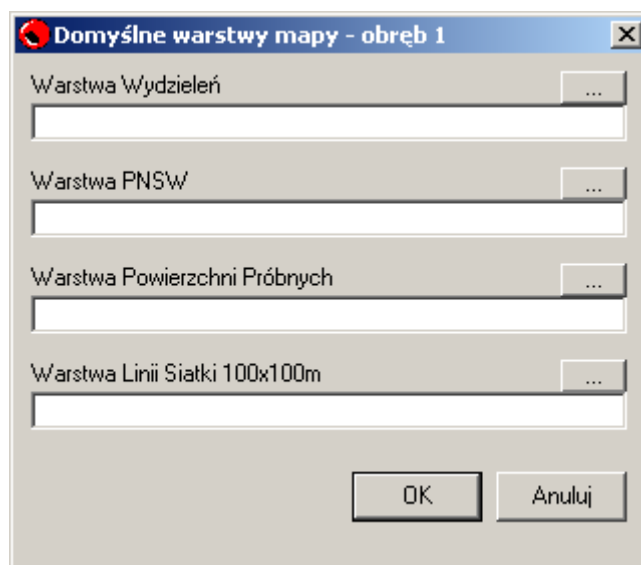 Domyślne warstwy mapy - obręb 1
Warstwa Wydzieleń
...
Warstwa PNSW
...
Warstwa Powierzchni Próbnych
...
Warstwa Linii Siatki 100x100m
...
OK Anuluj